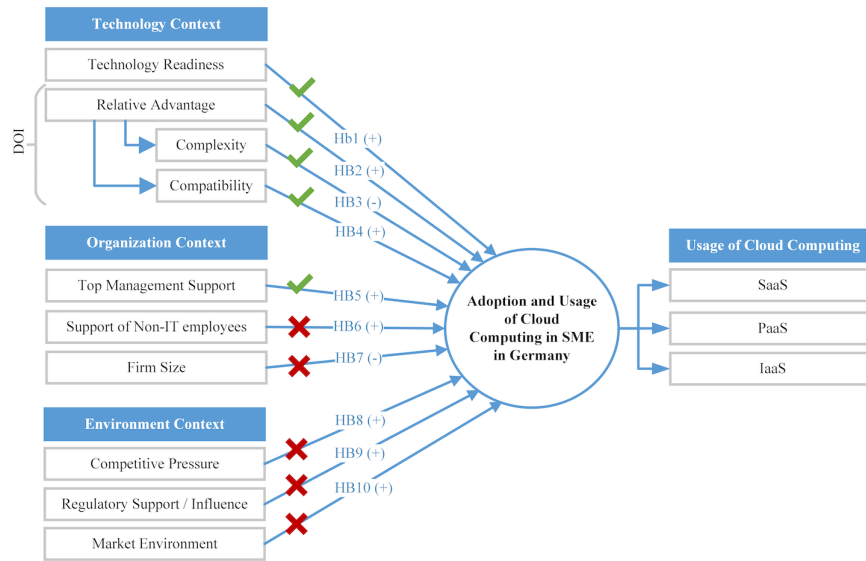 Technology Context
Technology Readiness
DOI
Relative Advantage
Complexity
Compatibility
Hb1 (+)
HB2 (+)
HB3 (-)
HB4 (+)
Organization Context
Top Management Support
Support of Non-IT employees
Firm Size
HB5 (+)
HB6 (+)
HB7 (-)
Environment Context
Competitive Pressure
Regulatory Support / Influence
Market Environment
HB8 (+)
HB9 (+)
HB10 (+)
Adoption and Usage
of Cloud
Computing in SME
in Germany
Usage of Cloud Computing
SaaS
PaaS
IaaS